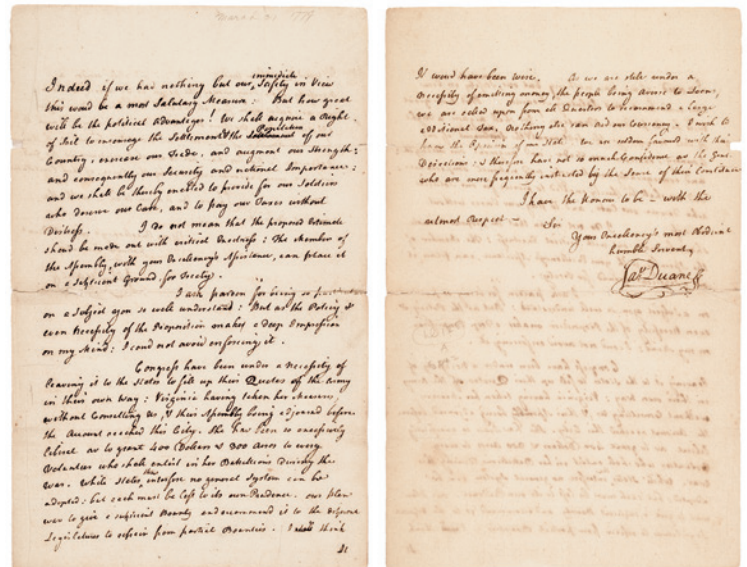 Indeed if we had nothing but our immediate Safety in View
this would be a most Salutary Measure: But how great
will be the political Advantages! We shall acquire a Right
of Soil to encourage the Settlement & the Population of our
Country, encrease our Trade, and augment our Strength:
and consequently our Security and national Importance:
and we shall be thereby enabled to provide for our Soldiers
who deserve our Care, and to pay our Taxes without
Distress. I do not mean that the proposed Estimate
should be made out with critical Exactness: The Members of
the Assembly, with your Excellency's Assistance, can place it
on a sufficient Ground for Treaty.
I ask pardon for being so
on a Subject you so well understand: But as the Policy &
even Necessity of the Proposition makes a deep Impression
on my Mind: I coud not avoid enforcing it.
Congress have been under a necessity of
leaving it to the States to fill up their Quotas of the Army
in their own way: Virginia having taken her Measures
without Consulting us, & their Assembly being adjourned before
the Account reached this City. She has been so excessively
liberal as to grant 400 Dollars & 300 Acres to every
Volunteer who shall enlist in her Battalions during the
War. While States thus interfere no general System can be
adopted: but each must be left to its own Prudence. our plan
was to give a sufficient Bounty and recommend it to the
Legislatures to refrain from partial Bounties. I think
It
It woud have been wise. As we are still under a
Necessity of emitting money, the people being averse to Loans,
we are called upon from all Quarters to recommend a large
additional Tax. Nothing else can aid our Currency. I wish to
know the Opinion of our State. We are seldom favored with their
Directions: & therefore have not so much Confidence as the Gent.
who are more frequently instructed by the Sense of their Constituents
I have the Honour to be – with the
utmost Respect –
Sir
Your Excellency's most Obedient
humble Servant,
Jas Duane